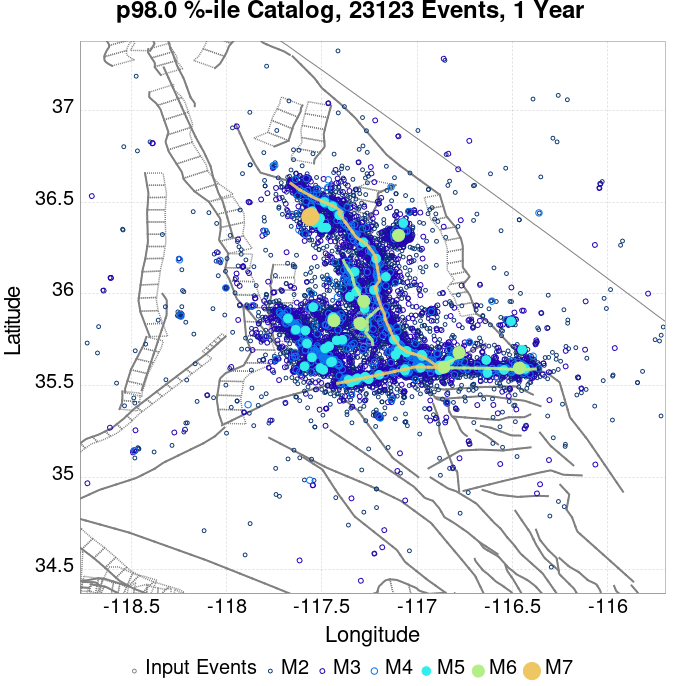 p98.0 %-ile Catalog, 23123 Events, 1 Year
Latitude
37
36.5
36
35.5
35
34.5
-118.5 -118 -117.5 -117 -116.5 -116
Longitude
Input Events M2 M3 M4 M5 M6 M7